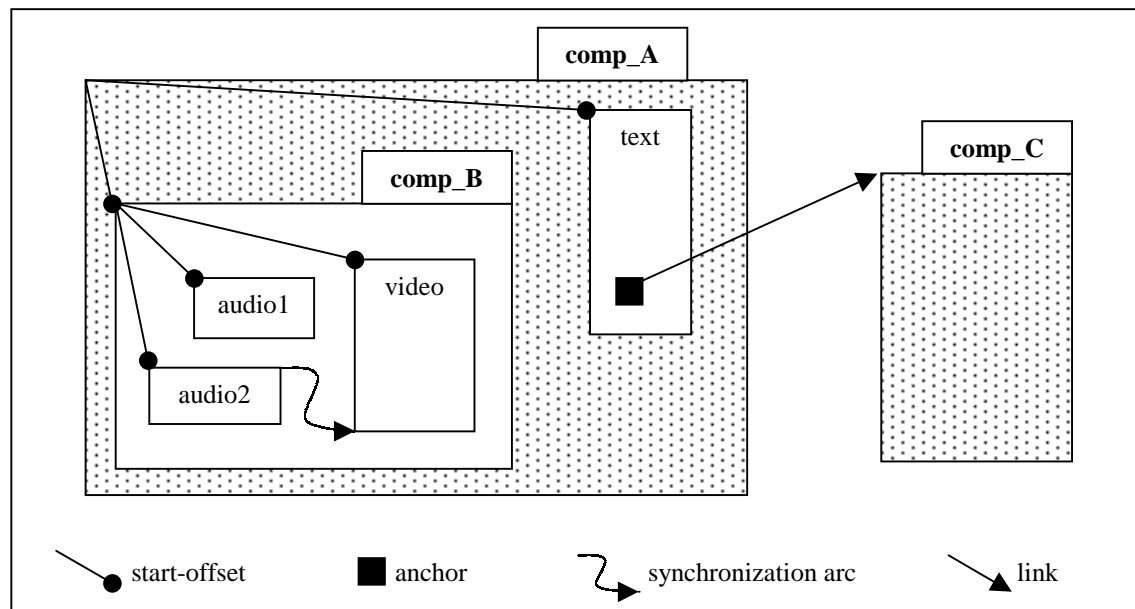 comp_A
text
comp_C
comp_B
video
audio1
audio2
start-offset
anchor
synchronization arc
link